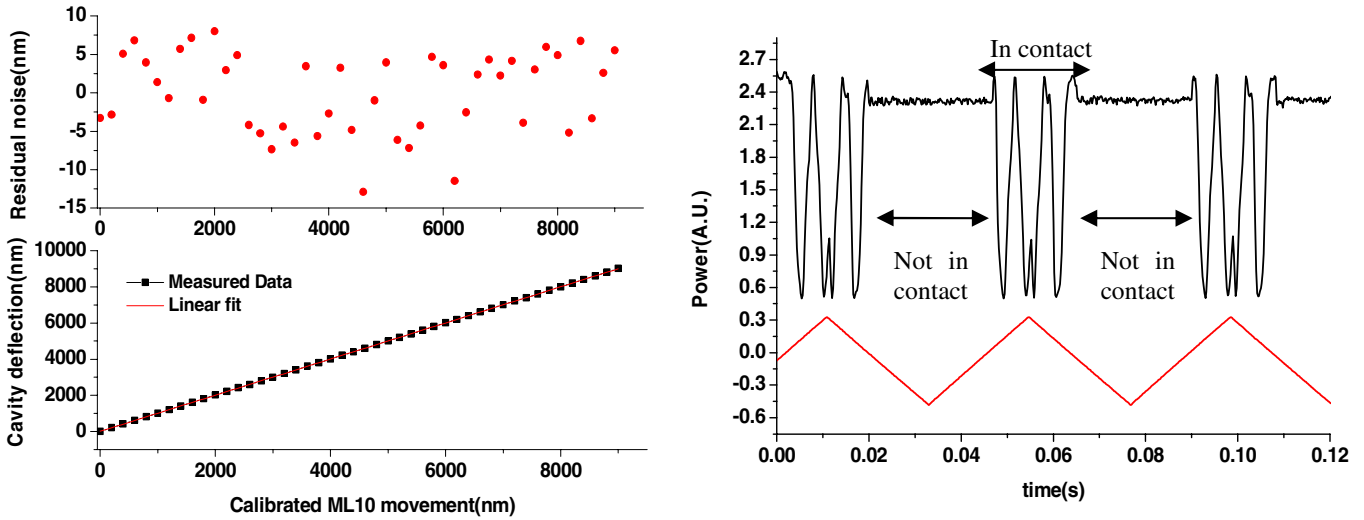 Residual noise(nm)
10
5
0
-5
-10
-15
0 2000 4000 6000 8000
Cavity deflection(nm)
10000
8000
6000
4000
2000
0
Measured Data
Linear fit
0 2000 4000 6000 8000
Calibrated ML10 movement(nm)
Power(A.U.)
2.7
2.4
2.1
1.8
1.5
1.2
0.9
0.6
0.3
0.0
-0.3
-0.6
In contact
Not in
contact
Not in
contact
0.00 0.02 0.04 0.06 0.08 0.10 0.12
time(s)